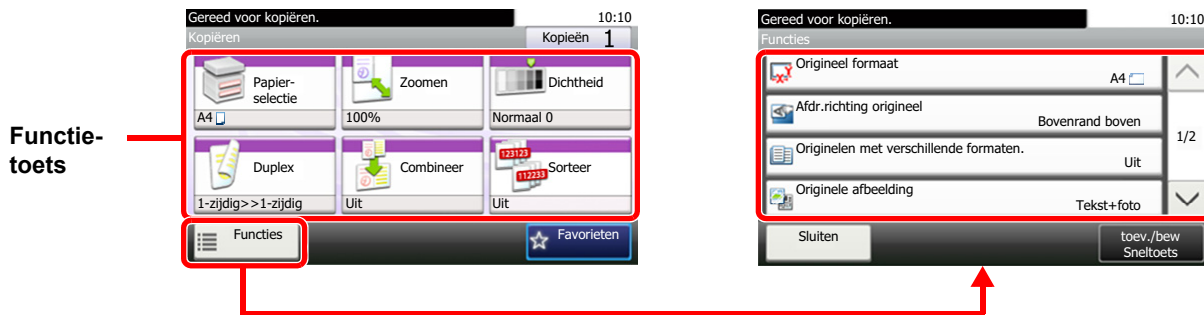 Functie-
toets
Gereed voor kopiëren.
10:10
Kopiëren
Kopieën 1
Papier-
selectie
A4
Zoomen
100%
Dichtheid
Normaal 0
Duplex
1-zijdig>>1-zijdig
Combineer
Uit
123123
112233
Sorteer
Uit
Functies
Favorieten
Gereed voor kopiëren.
10:10
Functies
Origineel formaat
A4
Afdr.richting origineel
Bovenrand boven
Originelen met verschillende formaten.
Uit
Originele afbeelding
Tekst+foto
1/2
Sluiten
toev./bew
Sneltoets